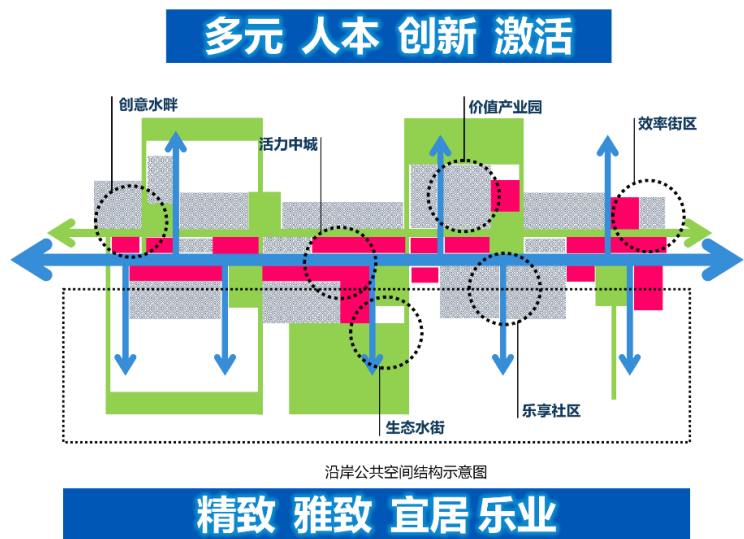 多元 人本 创新 激活
创意水畔
价值产业园
效率街区
活力中城
乐享社区
生态水街
沿岸公共空间结构示意图
精致 雅致 宜居 乐业